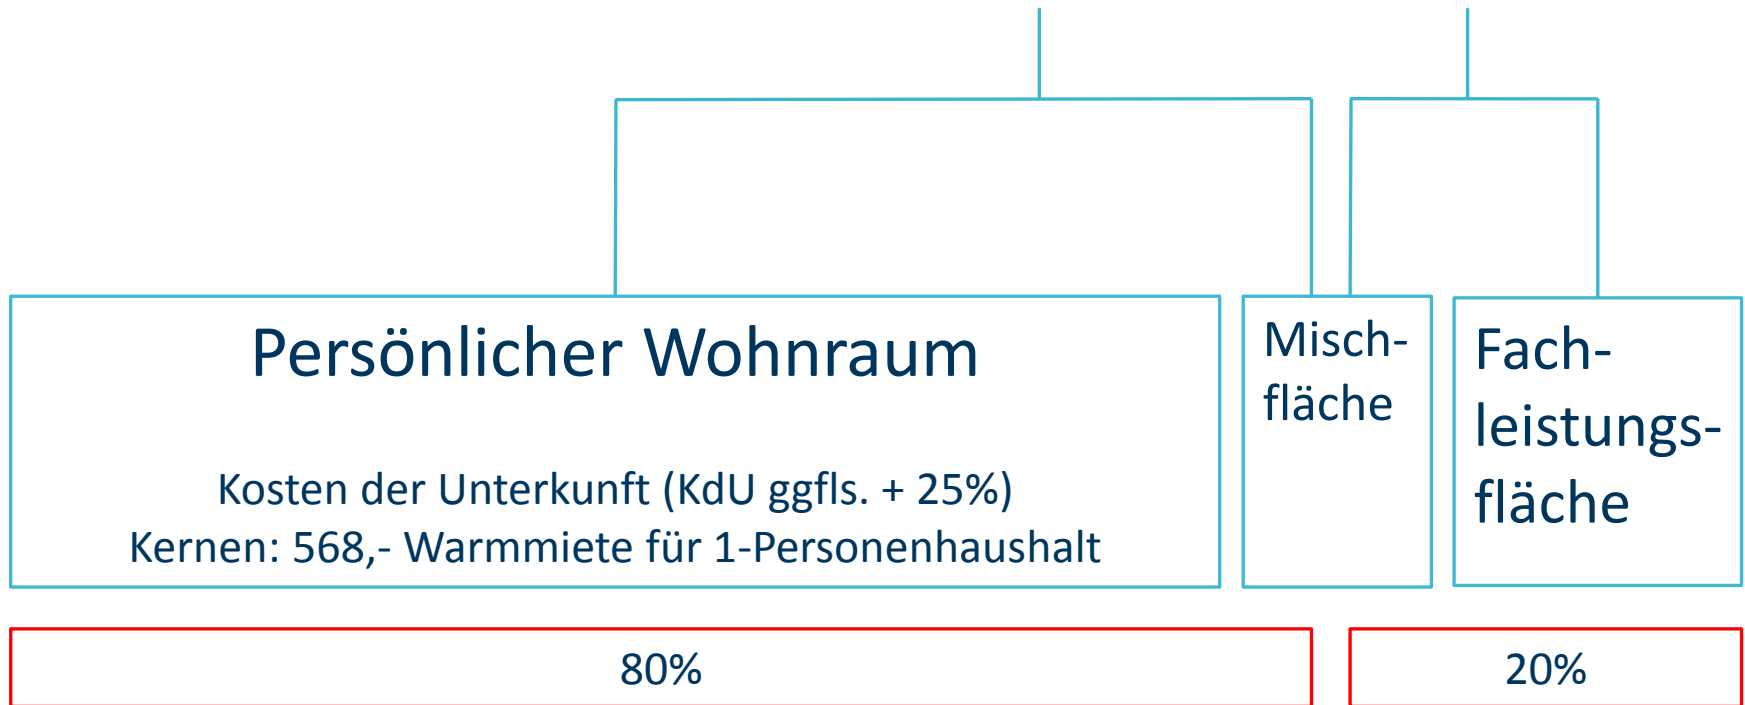 Persönlicher Wohnraum
Kosten der Unterkunft (KdU ggfls. + 25%)
Kernen: 568,- Warmmiete für 1-Personenhaushalt
Misch-
fläche
Fach-
leistungs-
fläche
80%
20%